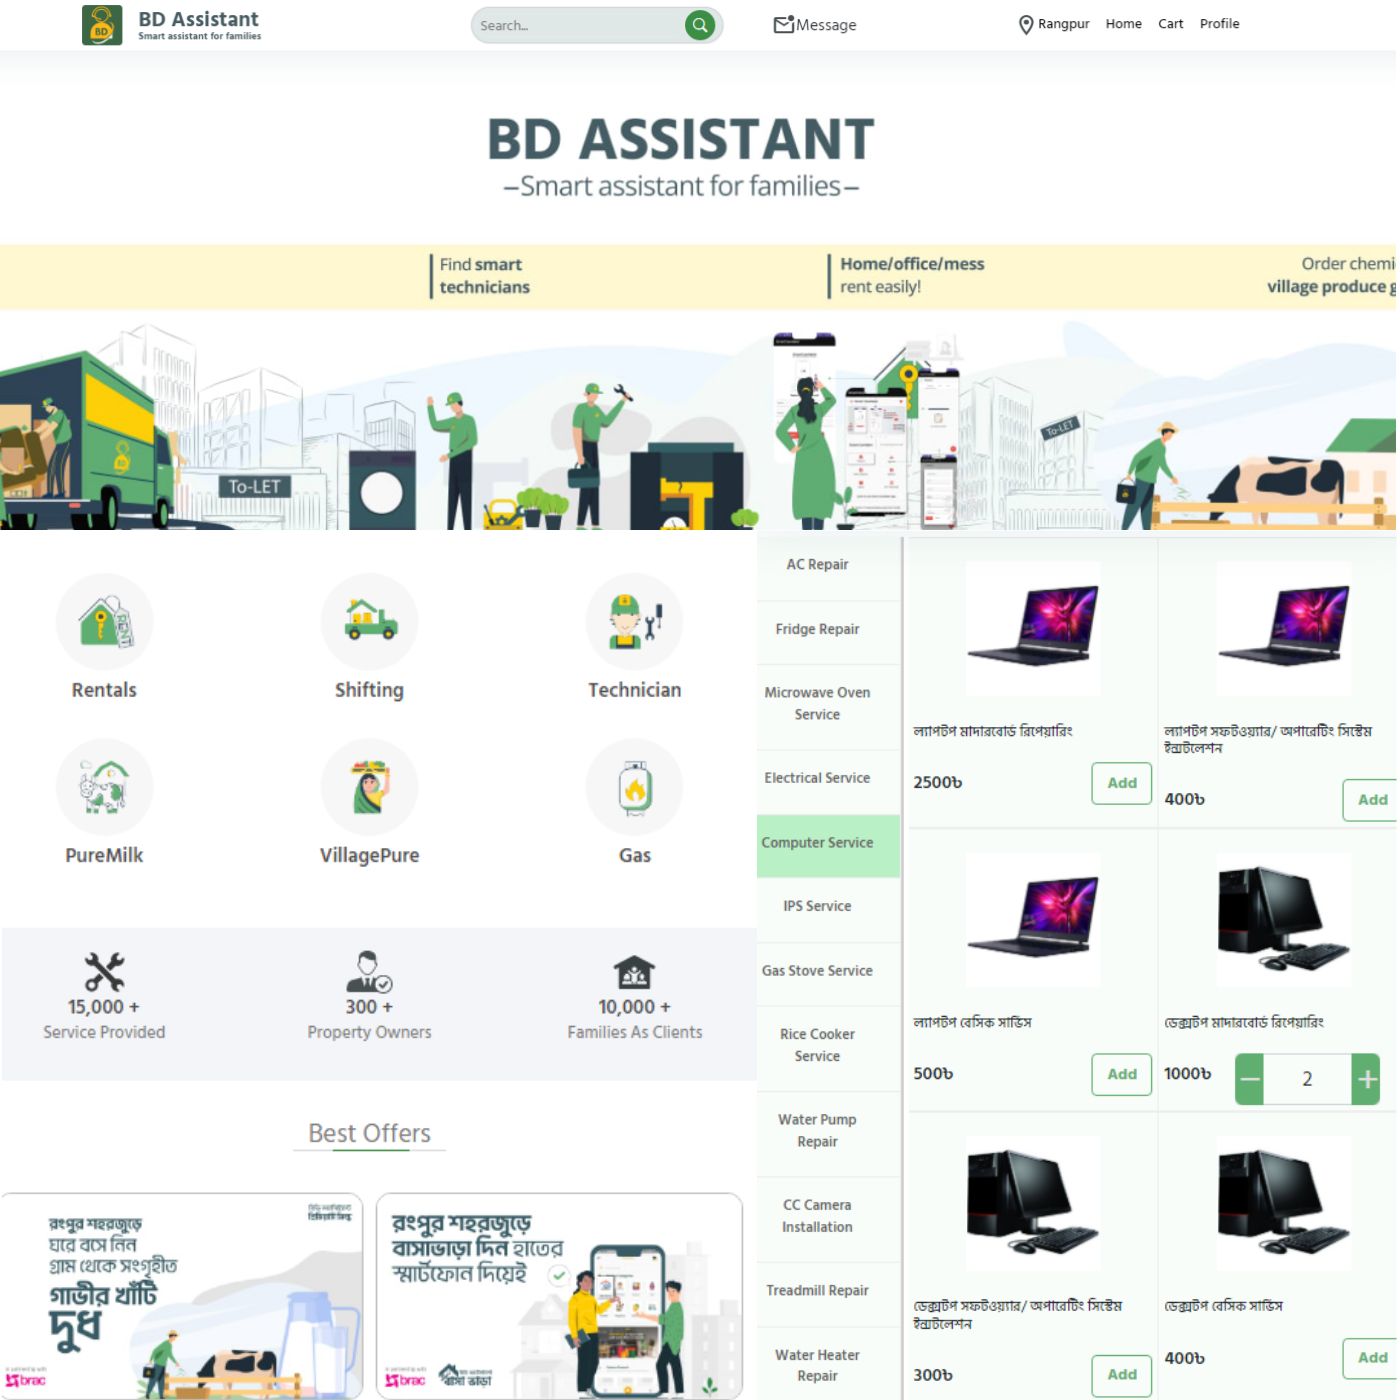 BD Assistant
Smart assistant for families
Search...
Message
Rangpur Home Cart Profile
BD ASSISTANT
–Smart assistant for families–
Find smart
technicians
Home/office/mess
rent easily!
Order chemi
village produce g
To-LET
To-LET
BD
Rentals
Shifting
Technician
RENT
PureMilk
VillagePure
Gas
15,000 +
Service Provided
300 +
Property Owners
10,000 +
Families As Clients
Best Offers
রংপুর শহরজুড়ে
ঘরে বসে নিন
গ্রাম থেকে সংগৃহীত
গাভীর খাঁটি
দুধ
brac
রংপুর শহরজুড়ে
বাসাভাড়া দিন হাতের
স্মার্টফোন দিয়েই
brac
বাসা ভাড়া
AC Repair
Fridge Repair
Microwave Oven
Service
Electrical Service
Computer Service
IPS Service
Gas Stove Service
Rice Cooker
Service
Water Pump
Repair
CC Camera
Installation
Treadmill Repair
Water Heater
Repair
ল্যাপটপ মাদারবোর্ড রিপেয়ারিং
2500৳
Add
ল্যাপটপ সফটওয়্যার/ অপারেটিং সিস্টেম
ইন্সটলেশন
400৳
Add
ল্যাপটপ বেসিক সার্ভিস
500৳
Add
ডেক্সটপ মাদারবোর্ড রিপেয়ারিং
1000৳
− 2 +
ডেক্সটপ সফটওয়্যার/ অপারেটিং সিস্টেম
ইন্সটলেশন
300৳
Add
ডেক্সটপ বেসিক সার্ভিস
400৳
Add